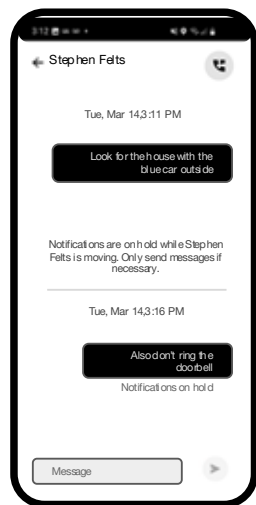 3:12
Stephen Felts
Tue, Mar 14,3:11 PM
Look for the house with the
blue car outside
Notifications are on hold while Stephen
Felts is moving. Only send messages if
necessary.
Tue, Mar 14,3:16 PM
Also don't ring the
doorbell
Notifications on hold
Message